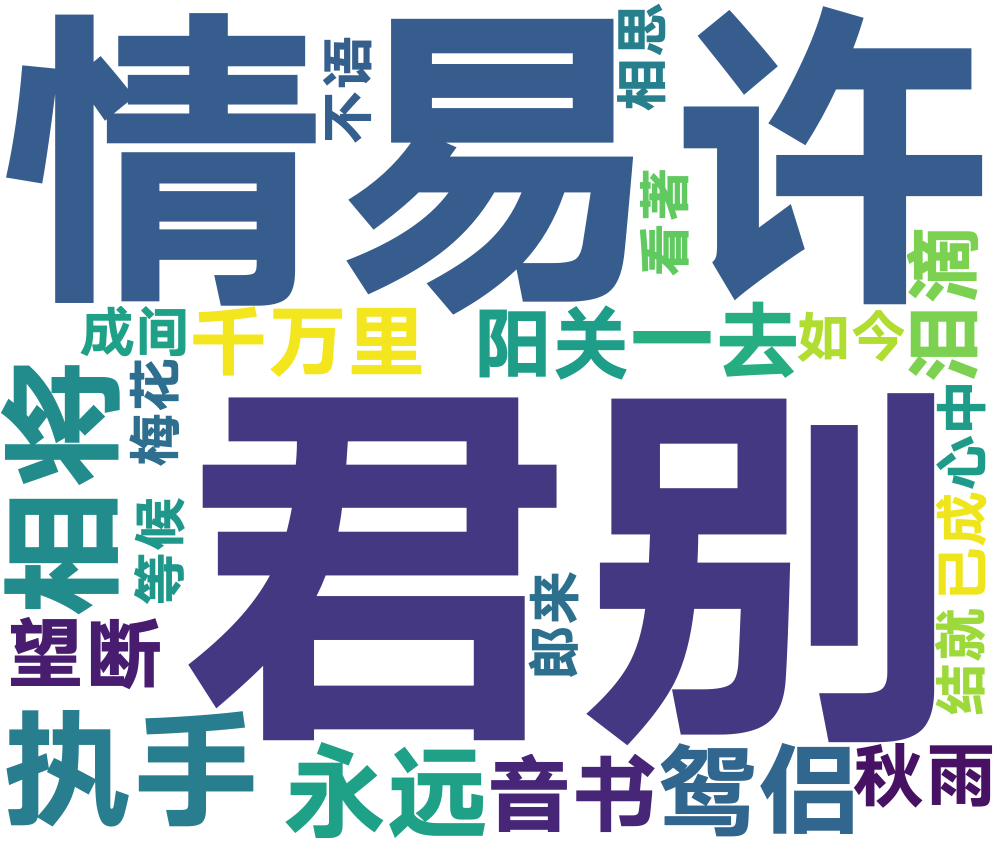 情易许
不语
相思
看著
泪滴
成间
千万里
阳关一去
如今
相将
梅花
君别
心中
等候
已成
郎来
结就
望断
执手
永远
音书
鸳侣
秋雨